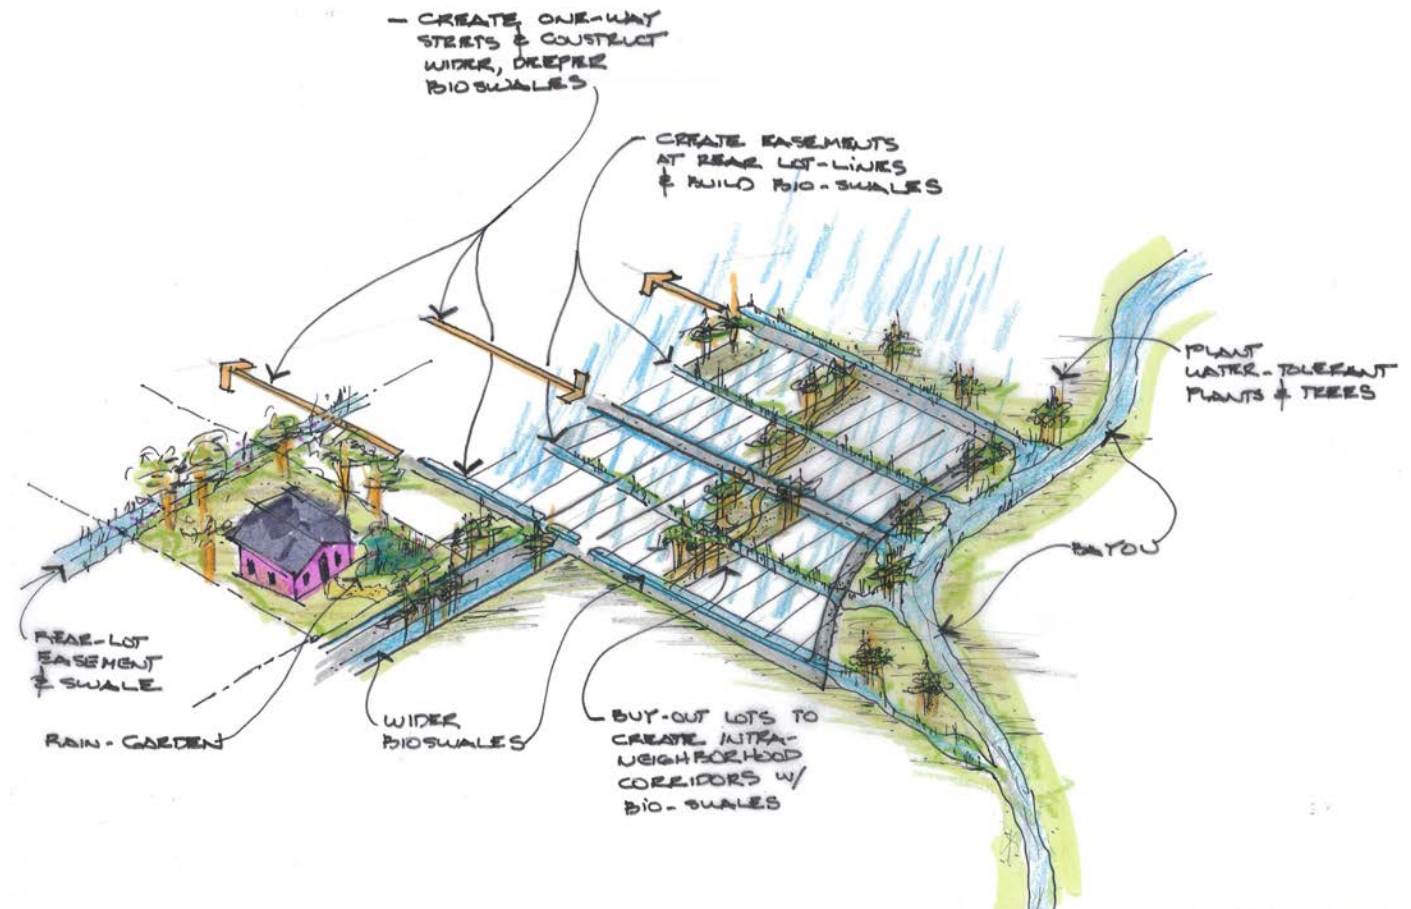 - CREATE ONE-WAY
STREETS & CONSTRUCT
WIDER, DEEPER
BIOSWALES
CREATE EASEMENTS
AT REAR LOT-LINES
& BUILD BIO-SWALES
PLANT
WATER-TOLERANT
PLANTS & TREES
BAYOU
REAR-LOT
EASEMENT
& SWALE
RAIN-GARDEN
WIDER
BIOSWALES
BUY-OUT LOTS TO
CREATE INTRA-
NEIGHBORHOOD
CORRIDORS W/
BIO-SWALES